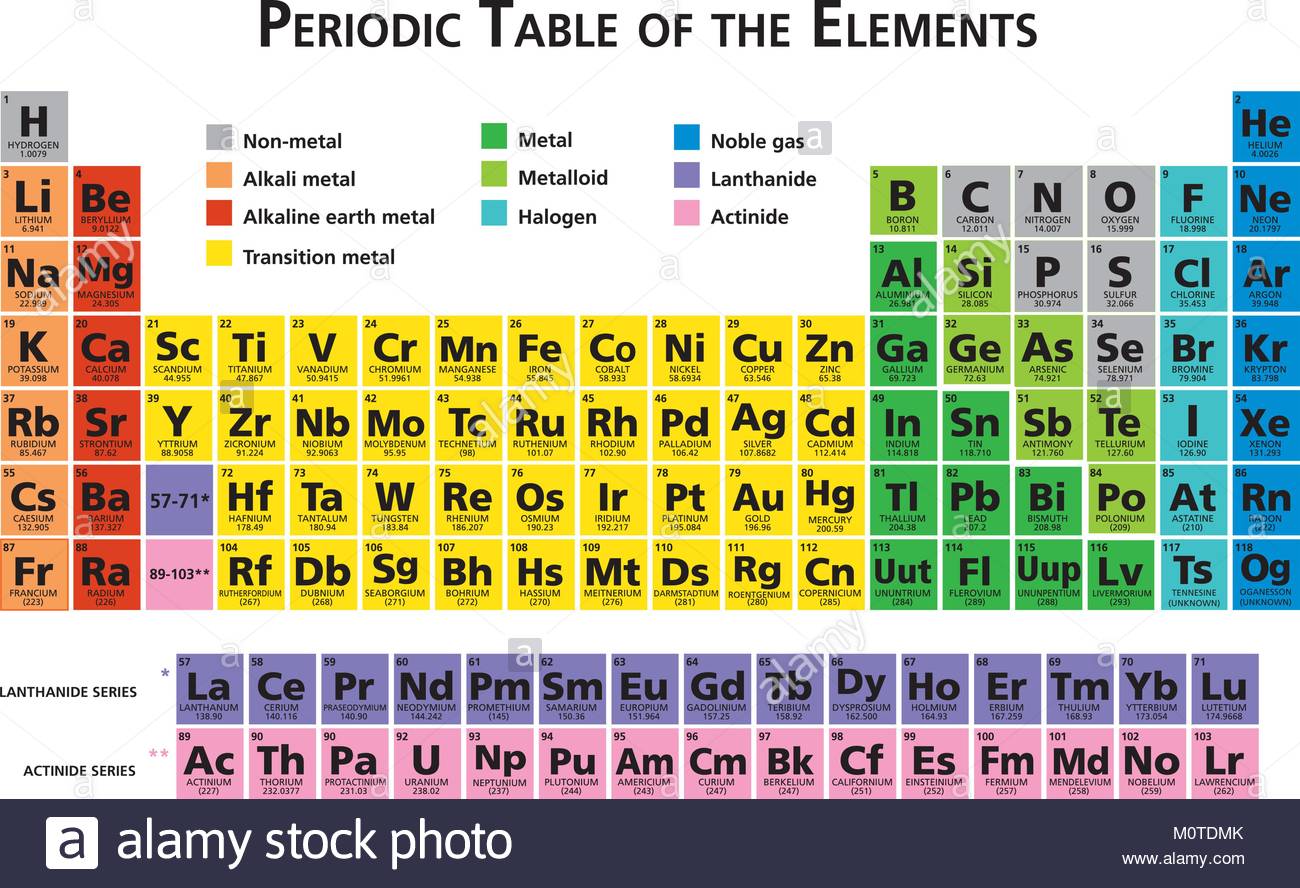 PERIODIC TABLE OF THE ELEMENTS
Non-metal
Alkali metal
Alkaline earth metal
Transition metal
Metal
Metalloid
Halogen
Noble gas
Lanthanide
Actinide
1
H
HYDROGEN
1.0079
2
He
HELIUM
4.0026
3
Li
LITHIUM
6.941
4
Be
BERYLLIUM
9.0122
5
B
BORON
10.811
6
C
CARBON
12.011
7
N
NITROGEN
14.007
8
O
OXYGEN
15.999
9
F
FLUORINE
18.998
10
Ne
NEON
20.1797
11
Na
SODIUM
22.989
12
Mg
MAGNESIUM
24.305
13
Al
ALUMINIUM
26.981
14
Si
SILICON
28.085
15
P
PHOSPHORUS
30.974
16
S
SULFUR
32.066
17
Cl
CHLORINE
35.453
18
Ar
ARGON
39.948
19
K
POTASSIUM
39.098
20
Ca
CALCIUM
40.078
21
Sc
SCANDIUM
44.955
22
Ti
TITANIUM
47.867
23
V
VANADIUM
50.9415
24
Cr
CHROMIUM
51.9961
25
Mn
MANGANESE
54.938
26
Fe
IRON
55.845
27
Co
COBALT
58.933
28
Ni
NICKEL
58.6934
29
Cu
COPPER
63.546
30
Zn
ZINC
65.38
31
Ga
GALLIUM
69.723
32
Ge
GERMANIUM
72.63
33
As
ARSENIC
74.921
34
Se
SELENIUM
78.971
35
Br
BROMINE
79.904
36
Kr
KRYPTON
83.798
37
Rb
RUBIDIUM
85.467
38
Sr
STRONTIUM
87.62
39
Y
YTTRIUM
88.9058
40
Zr
ZICRONIUM
91.224
41
Nb
NIOBIUM
92.9063
42
Mo
MOLYBDENUM
95.95
43
Tc
TECHNETIUM
(98)
44
Ru
RUTHENIUM
101.07
45
Rh
RHODIUM
102.90
46
Pd
PALLADIUM
106.42
47
Ag
SILVER
107.8682
48
Cd
CADMIUM
112.414
49
In
INDIUM
114.818
50
Sn
TIN
118.710
51
Sb
ANTIMONY
121.760
52
Te
TELLURIUM
127.60
53
I
IODINE
126.90
54
Xe
XENON
131.293
55
Cs
CAESIUM
132.905
56
Ba
BARIUM
137.327
57-71*
72
Hf
HAFNIUM
178.49
73
Ta
TANTALUM
180.94
74
W
TUNGSTEN
183.84
75
Re
RHENIUM
186.207
76
Os
OSMIUM
190.23
77
Ir
IRIDIUM
192.217
78
Pt
PLATINUM
195.084
79
Au
GOLD
196.96
80
Hg
MERCURY
200.59
81
Tl
THALLIUM
204.38
82
Pb
LEAD
207.2
83
Bi
BISMUTH
208.98
84
Po
POLONIUM
(209)
85
At
ASTATINE
(210)
86
Rn
RADON
(222)
87
Fr
FRANCIUM
(223)
88
Ra
RADIUM
(226)
89-103**
104
Rf
RUTHERFORDIUM
(267)
105
Db
DUBNIUM
(268)
106
Sg
SEABORGIUM
(271)
107
Bh
BOHRIUM
(272)
108
Hs
HASSIUM
(270)
109
Mt
MEITNERIUM
(276)
110
Ds
DARMSTADTIUM
(281)
111
Rg
ROENTGENIUM
(280)
112
Cn
COPERNICIUM
(285)
113
Uut
UNUNTRIUM
(284)
114
Fl
FLEROVIUM
(289)
115
Uup
UNUNPENTIUM
(288)
116
Lv
LIVERMORIUM
(293)
117
Ts
TENNESINE
(UNKNOWN)
118
Og
OGANESSON
(UNKNOWN)
LANTHANIDE SERIES
*
57
La
LANTHANUM
138.90
58
Ce
CERIUM
140.116
59
Pr
PRASEODYMIUM
140.90
60
Nd
NEODYMIUM
144.242
61
Pm
PROMETHIUM
(145)
62
Sm
SAMARIUM
150.36
63
Eu
EUROPIUM
151.964
64
Gd
GADOLINIUM
157.25
65
Tb
TERIBIUM
158.92
66
Dy
DYSPROSIUM
162.500
67
Ho
HOLMIUM
164.93
68
Er
ERBIUM
167.259
69
Tm
THULIUM
168.93
70
Yb
YTTERBIUM
173.054
71
Lu
LUTETIUM
174.9668
ACTINIDE SERIES
**
89
Ac
ACTINIUM
(227)
90
Th
THORIUM
232.0377
90
Pa
PROTACTINIUM
231.03
92
U
URANIUM
238.02
93
Np
NEPTUNIUM
(237)
94
Pu
PLUTONIUM
(244)
95
Am
AMERICIUM
(243)
96
Cm
CURIUM
(247)
97
Bk
BERKELIUM
(247)
98
Cf
CALIFORNIUM
(251)
99
Es
EINSTEINIUM
(252)
100
Fm
FERMIUM
(257)
101
Md
MENDELEVIUM
(258)
102
No
NOBELIUM
(259)
103
Lr
LAWRENCIUM
(262)
a alamy stock photo
M0TDMK
www.alamy.com